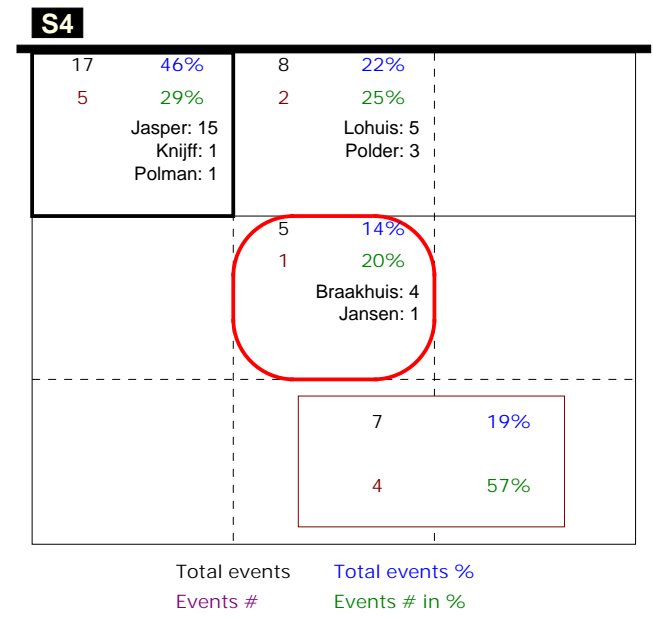 S4
17 46% 8 22%
5 29% 2 25%
Jasper: 15 Lohuis: 5
Knijff: 1 Polder: 3
Polman: 1
5 14%
1 20%
Braakhuis: 4
Jansen: 1
7 19%
4 57%
Total events Total events %
Events # Events # in %